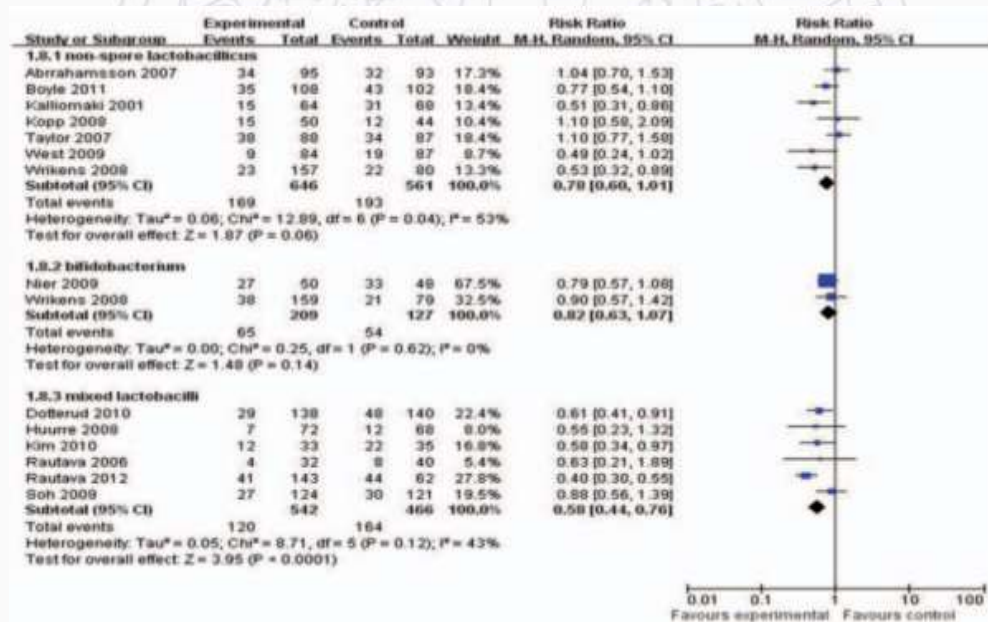 Experimental Control Risk Ratio Risk Ratio
Study or Subgroup Events Total Events Total Weight M-H, Random, 95% CI M-H, Random, 95% CI
1.8.1 non-spore lactobacillicus
Abrrahamsson 2007 34 95 32 93 17.3% 1.04 [0.70, 1.53]
Boyle 2011 35 108 43 102 18.4% 0.77 [0.54, 1.10]
Kalliomaki 2001 15 64 31 68 13.4% 0.51 [0.31, 0.86]
Kopp 2008 15 50 12 44 10.4% 1.10 [0.58, 2.09]
Taylor 2007 38 88 34 87 18.4% 1.10 [0.77, 1.58]
West 2009 9 84 19 87 8.7% 0.49 [0.24, 1.02]
Wrikens 2008 23 157 22 80 13.3% 0.53 [0.32, 0.89]
Subtotal (95% CI) 646 561 100.0% 0.78 [0.60, 1.01]
Total events 169 193
Heterogeneity: Tau² = 0.06; Chi² = 12.89, df = 6 (P = 0.04); I² = 53%
Test for overall effect: Z = 1.87 (P = 0.06)
1.8.2 bifidobacterium
Nier 2009 27 50 33 48 67.5% 0.79 [0.57, 1.08]
Wrikens 2008 38 159 21 79 32.5% 0.90 [0.57, 1.42]
Subtotal (95% CI) 209 127 100.0% 0.82 [0.63, 1.07]
Total events 65 54
Heterogeneity: Tau² = 0.00; Chi² = 0.25, df = 1 (P = 0.62); I² = 0%
Test for overall effect: Z = 1.48 (P = 0.14)
1.8.3 mixed lactobacilli
Dotterud 2010 29 138 48 140 22.4% 0.61 [0.41, 0.91]
Huurre 2008 7 72 12 68 8.0% 0.55 [0.23, 1.32]
Kim 2010 12 33 22 35 16.8% 0.58 [0.34, 0.97]
Rautava 2006 4 32 8 40 5.4% 0.63 [0.21, 1.89]
Rautava 2012 41 143 44 62 27.8% 0.40 [0.30, 0.55]
Soh 2009 27 124 30 121 19.5% 0.88 [0.56, 1.39]
Subtotal (95% CI) 542 466 100.0% 0.58 [0.44, 0.76]
Total events 120 164
Heterogeneity: Tau² = 0.05; Chi² = 8.71, df = 5 (P = 0.12); I² = 43%
Test for overall effect: Z = 3.95 (P < 0.0001)
0.01 0.1 1 10 100
Favours experimental Favours control